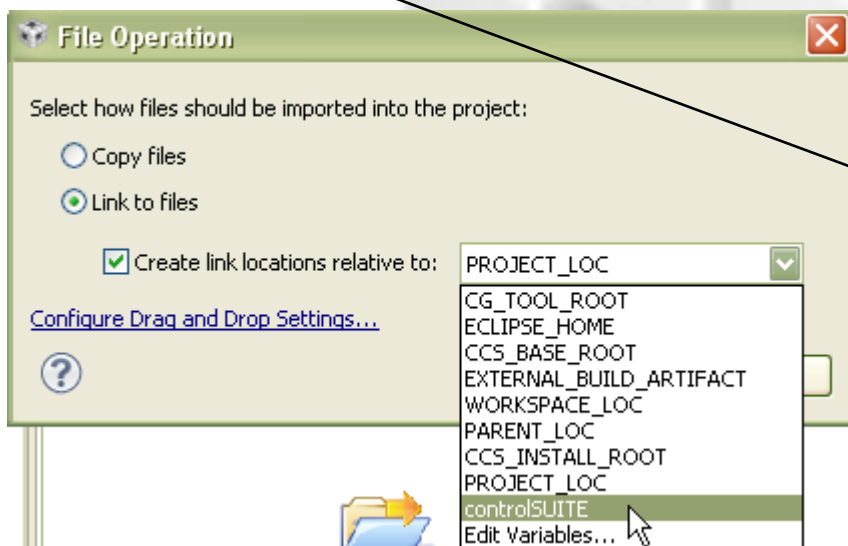 File Operation
Select how files should be imported into the project:
Copy files
Link to files
Create link locations relative to: PROJECT_LOC
CG_TOOL_ROOT
ECLIPSE_HOME
Configure Drag and Drop Settings...
CCS_BASE_ROOT
EXTERNAL_BUILD_ARTIFACT
WORKSPACE_LOC
PARENT_LOC
CCS_INSTALL_ROOT
PROJECT_LOC
controlSUITE
Edit Variables...